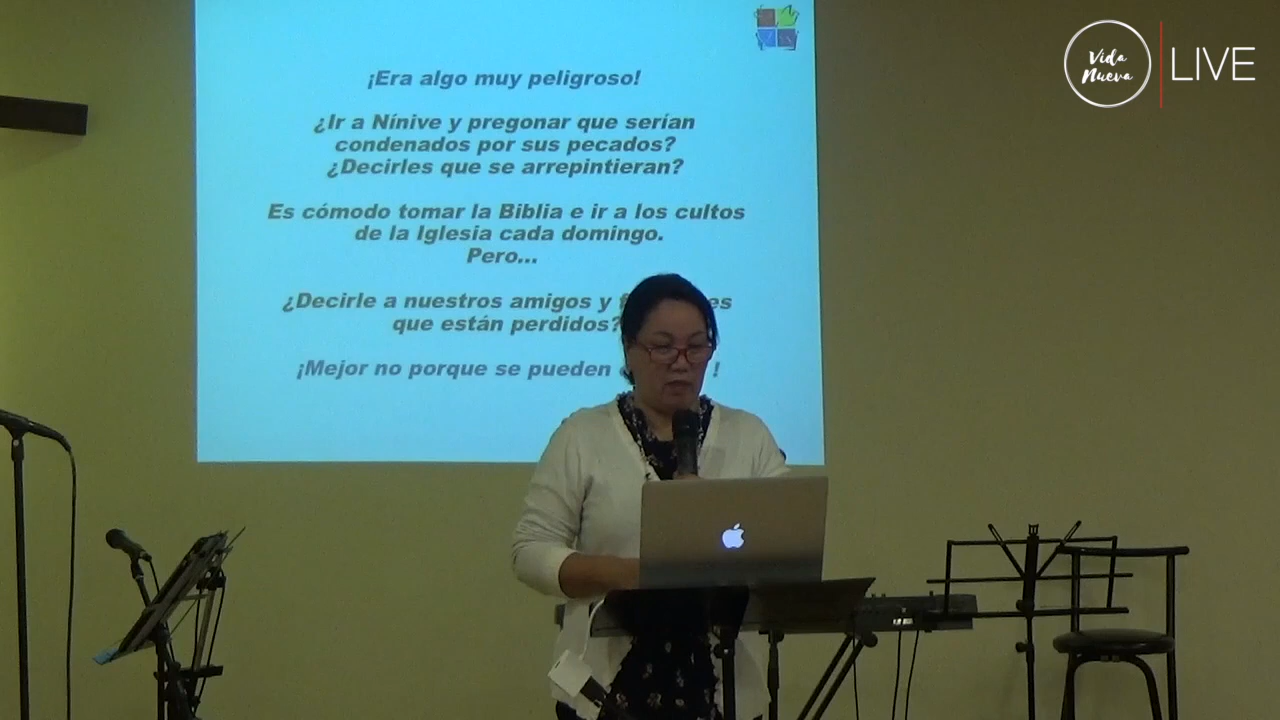 ¡Era algo muy peligroso!
¿Ir a Nínive y pregonar que serían
condenados por sus pecados?
¿Decirles que se arrepintieran?
Es cómodo tomar la Biblia e ir a los cultos
de la Iglesia cada domingo.
Pero...
¿Decirle a nuestros amigos y
que están perdidos?
¡Mejor no porque se pueden
Vida
Nueva
LIVE